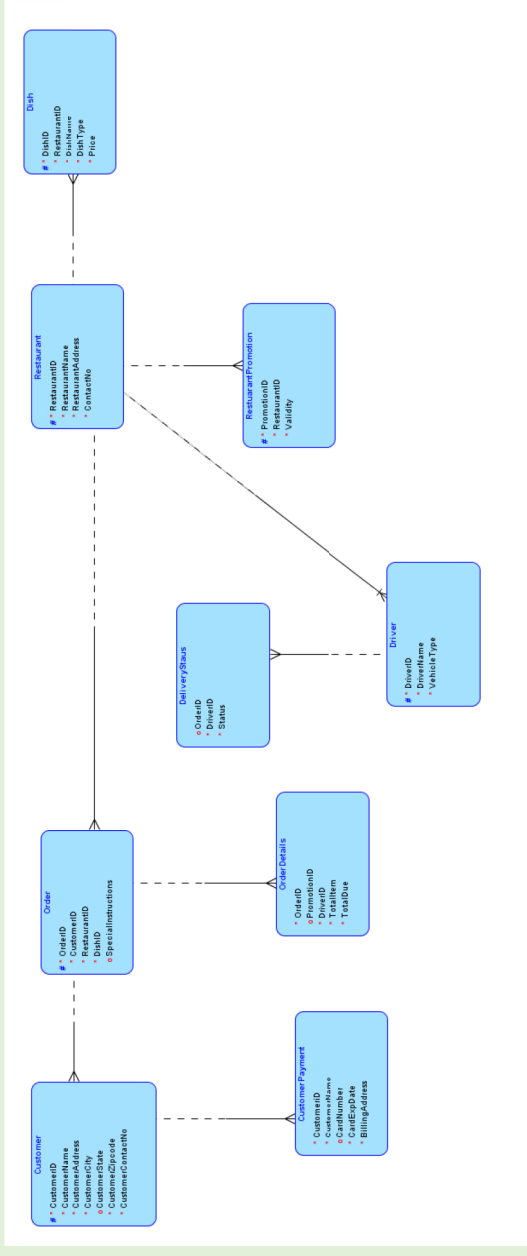 Customer
# * CustomerID
* CustomerName
* CustomerAddress
* CustomerCity
o CustomerState
* CustomerZipcode
* CustomerContactNo
Order
# * OrderID
* CustomerID
* RestaurantID
* DishID
o SpecialInstructions
Restaurant
# * RestaurantID
* RestaurantName
* RestaurantAddress
* ContactNo
Dish
# * DishID
* RestaurantID
* DishName
* DishType
* Price
CustomerPayment
* CustomerID
* CustomerName
o CardNumber
* CardExpDate
* BillingAddress
OrderDetails
* OrderID
o PromotionID
* DriverID
* TotalItem
* TotalDue
DeliveryStaus
o OrderID
* DriverID
* Status
RestuarantPromotion
# * PromotionID
* RestaurantID
* Validity
Driver
# * DriverID
* DriverName
* VehicleType